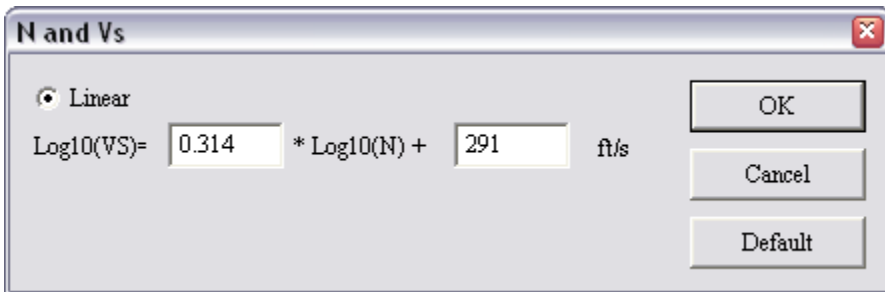 N and Vs
Linear
Log10(VS)= 0.314 * Log10(N) + 291 ft/s
OK
Cancel
Default